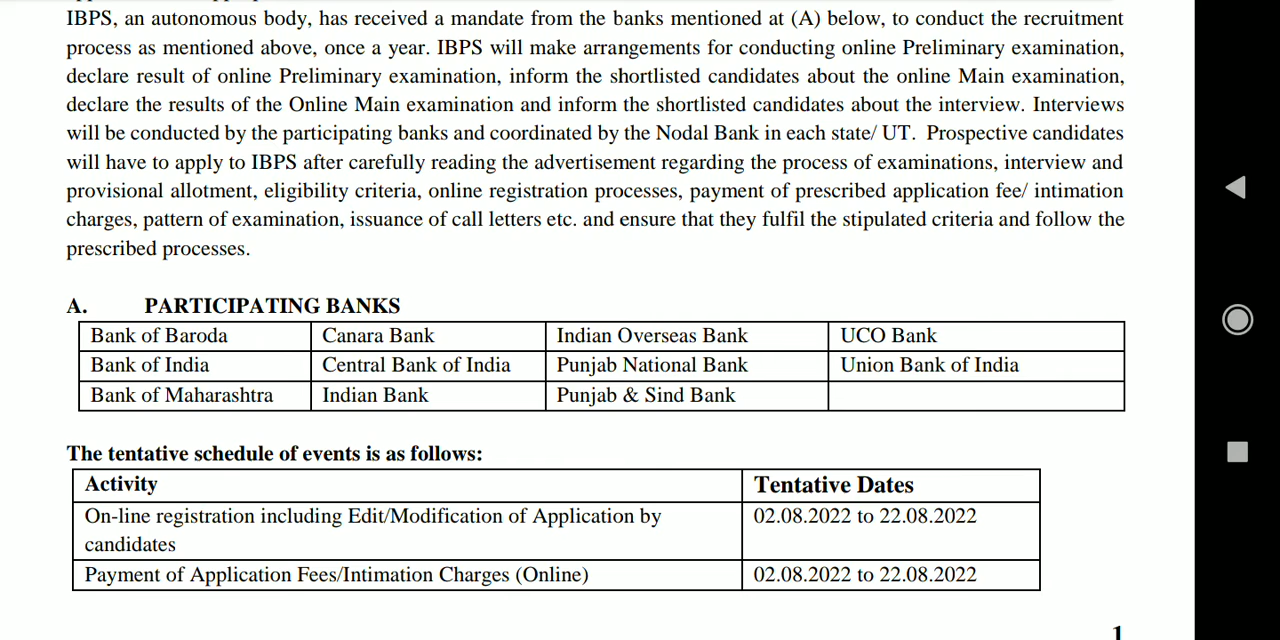 IBPS, an autonomous body, has received a mandate from the banks mentioned at (A) below, to conduct the recruitment
process as mentioned above, once a year. IBPS will make arrangements for conducting online Preliminary examination,
declare result of online Preliminary examination, inform the shortlisted candidates about the online Main examination,
declare the results of the Online Main examination and inform the shortlisted candidates about the interview. Interviews
will be conducted by the participating banks and coordinated by the Nodal Bank in each state/ UT. Prospective candidates
will have to apply to IBPS after carefully reading the advertisement regarding the process of examinations, interview and
provisional allotment, eligibility criteria, online registration processes, payment of prescribed application fee/ intimation
charges, pattern of examination, issuance of call letters etc. and ensure that they fulfil the stipulated criteria and follow the
prescribed processes.
A. PARTICIPATING BANKS
Bank of Baroda Canara Bank Indian Overseas Bank UCO Bank
Bank of India Central Bank of India Punjab National Bank Union Bank of India
Bank of Maharashtra Indian Bank Punjab & Sind Bank
The tentative schedule of events is as follows:
Activity Tentative Dates
On-line registration including Edit/Modification of Application by 02.08.2022 to 22.08.2022
candidates
Payment of Application Fees/Intimation Charges (Online) 02.08.2022 to 22.08.2022
1